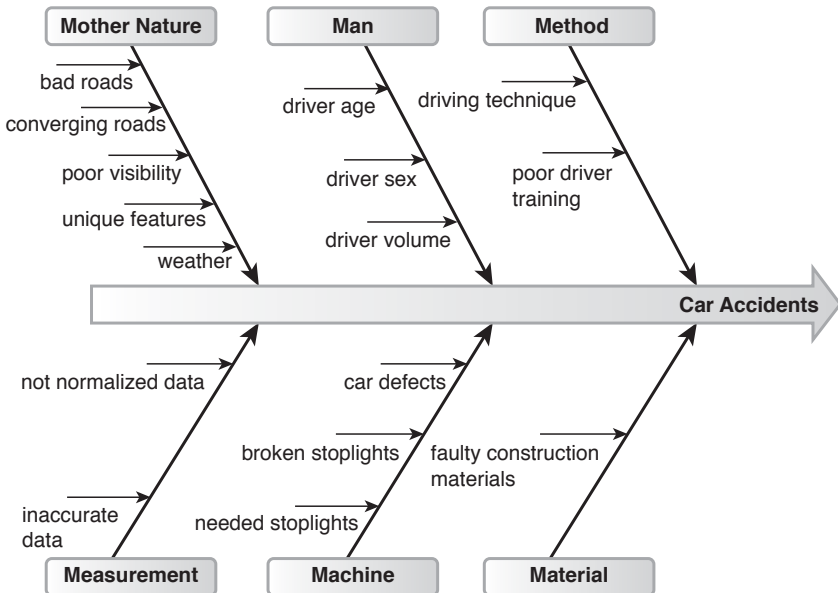 Mother Nature
Man
Method
bad roads
converging roads
poor visibility
unique features
weather
driver age
driver sex
driver volume
driving technique
poor driver
training
Car Accidents
not normalized data
inaccurate
data
car defects
broken stoplights
needed stoplights
faulty construction
materials
Measurement
Machine
Material